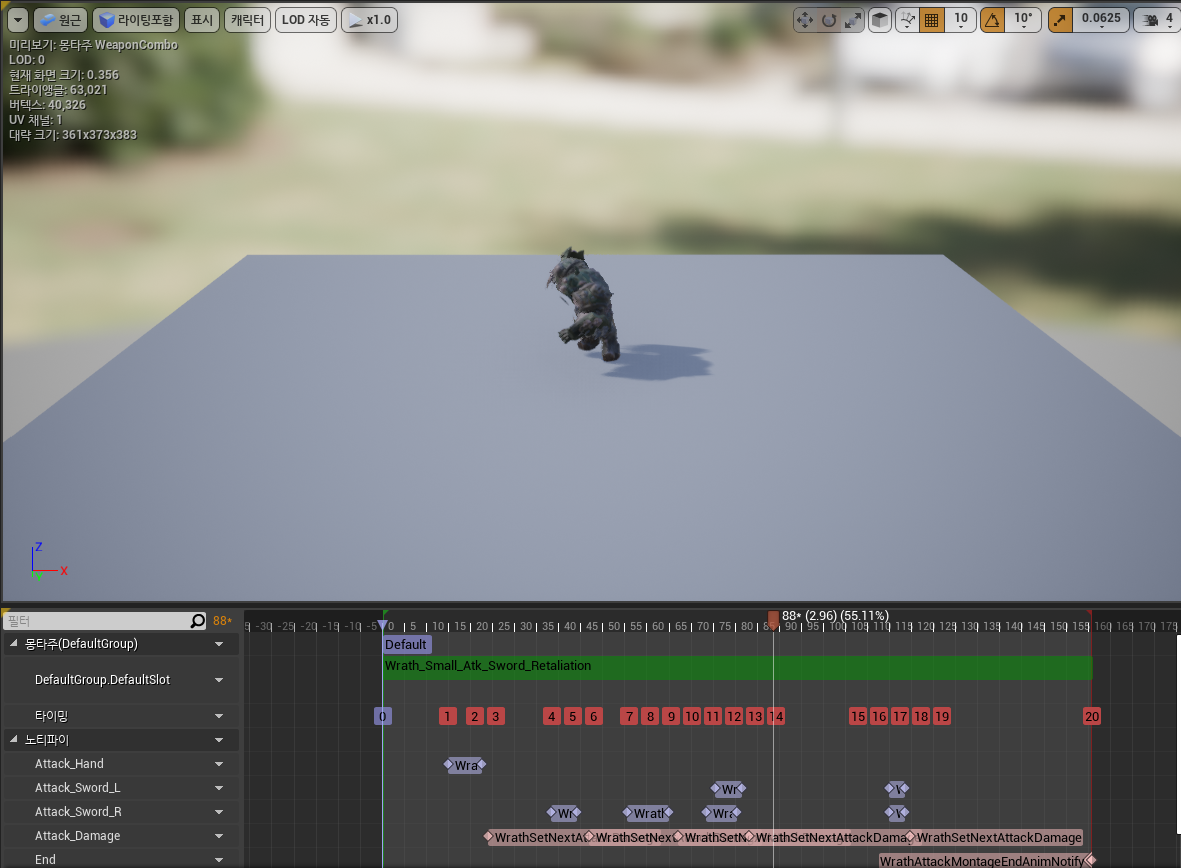 원근 라이팅포함 표시 캐릭터 LOD 자동 x1.0 10 10° 0.0625 4
미리보기: 몽타주 WeaponCombo
LOD: 0
현재 화면 크기: 0.356
트라이앵글: 63,021
버텍스: 40,326
UV 채널: 1
대략 크기: 361x373x383
Z
X
Y
필터 88*
88* (2.96) (55.11%)
-30 -25 -20 -15 -10 -5 0 5 10 15 20 25 30 35 40 45 50 55 60 65 70 75 80 85 90 95 100 105 110 115 120 125 130 135 140 145 150 155 160 165 170 175
몽타주(DefaultGroup) Default
Wrath_Small_Atk_Sword_Retaliation
DefaultGroup.DefaultSlot
타이밍 0 1 2 3 4 5 6 7 8 9 10 11 12 13 14 15 16 17 18 19 20
노티파이
Attack_Hand Wra
Attack_Sword_L Wr
Attack_Sword_R Wr Wrath Wra
Attack_Damage WrathSetNextA WrathSetNext WrathSetN WrathSetNextAttackDama WrathSetNextAttackDamage
End WrathAttackMontageEndAnimNotify